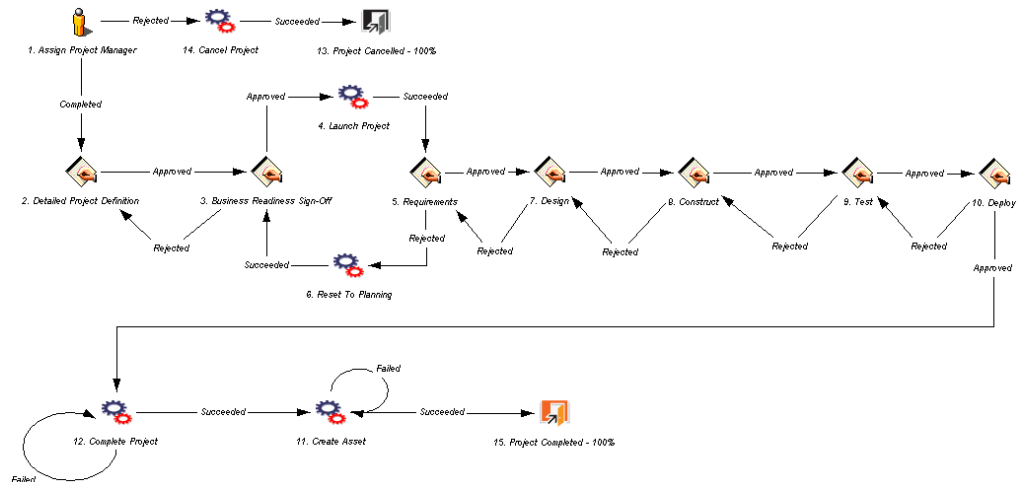 Rejected
Succeeded
1. Assign Project Manager
14. Cancel Project
13. Project Cancelled - 100%
Approved
Succeeded
Completed
4. Launch Project
Approved
Approved
Approved
Approved
Approved
2. Detailed Project Definition
3. Business Readiness Sign-Off
5. Requirements
7. Design
8. Construct
9. Test
10. Deploy
Rejected
Rejected
Rejected
Rejected
Rejected
Rejected
Succeeded
Approved
6. Reset To Planning
Failed
Succeeded
Succeeded
12. Complete Project
11. Create Asset
15. Project Completed - 100%
Failed